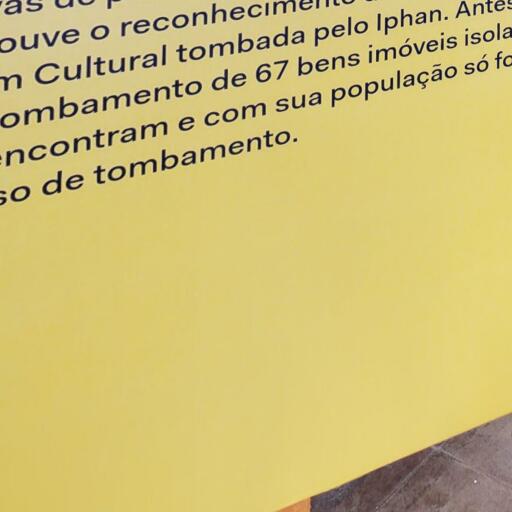 ouve o reconhecimento
m Cultural tombada pelo Iphan. Antes
ombamento de 67 bens imóveis isola
encontram e com sua população só fo
so de tombamento.